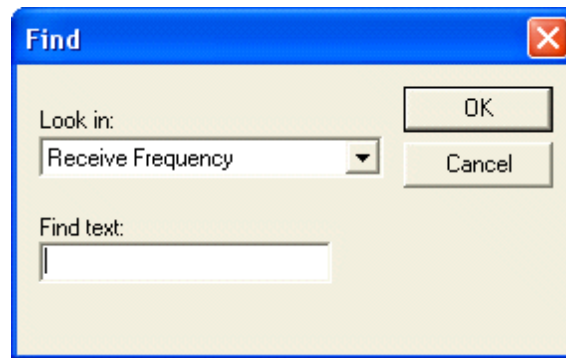 Find
Look in:
OK
Receive Frequency
Cancel
Find text: